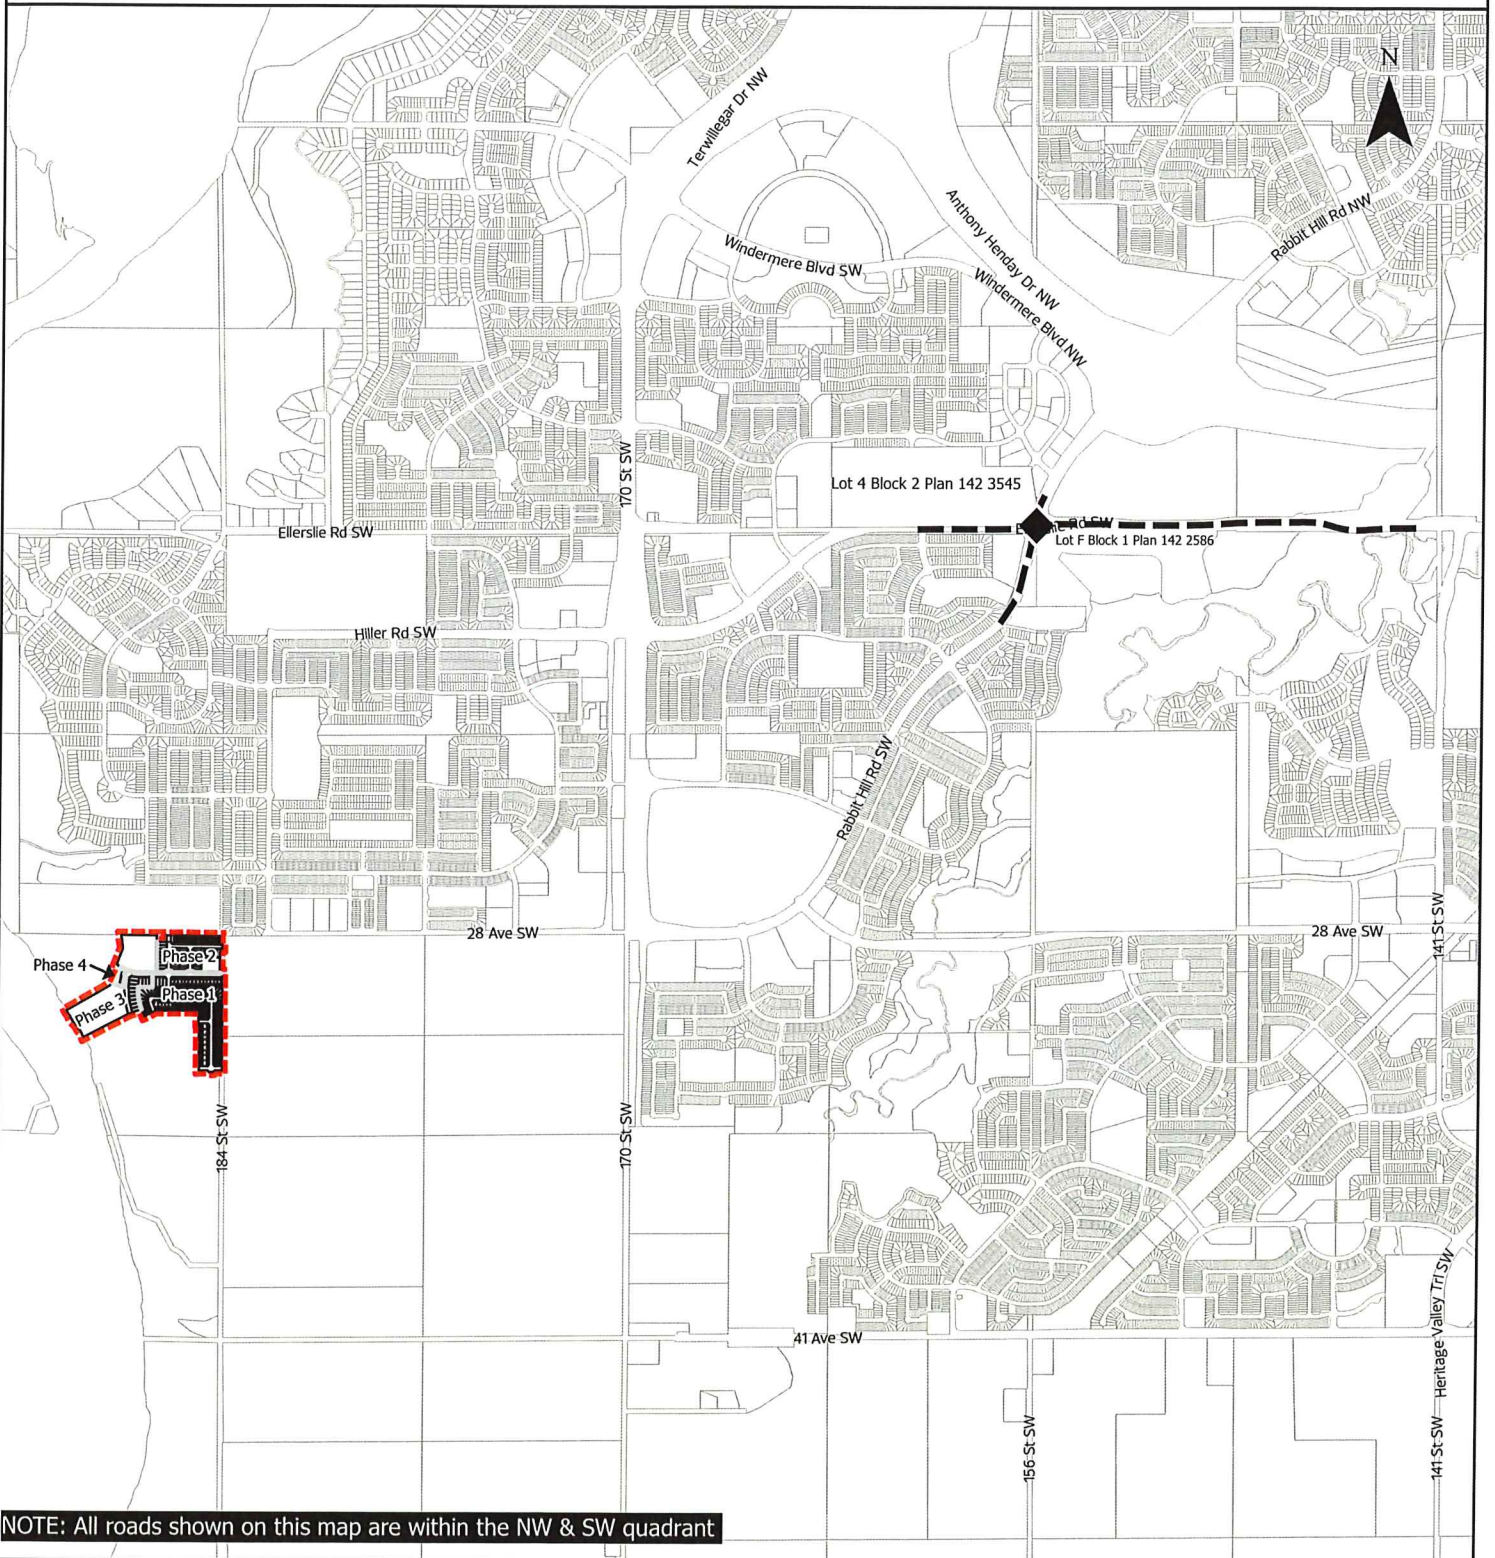 N
Terwillegar Dr NW
Anthony Henday Dr NW
Rabbit Hill Rd NW
Windermere Blvd SW
Windermere Blvd NW
170 St SW
Lot 4 Block 2 Plan 142 3545
Ellerslie Rd SW
Rd SW
Lot F Block 1 Plan 142 2586
Hiller Rd SW
Rabbit Hill Rd SW
141 St SW
28 Ave SW
28 Ave SW
Phase 4
Phase 2
Phase 3
Phase 1
184 St SW
170 St SW
Heritage Valley Trl SW
41 Ave SW
156 St SW
141 St SW
NOTE: All roads shown on this map are within the NW & SW quadrant